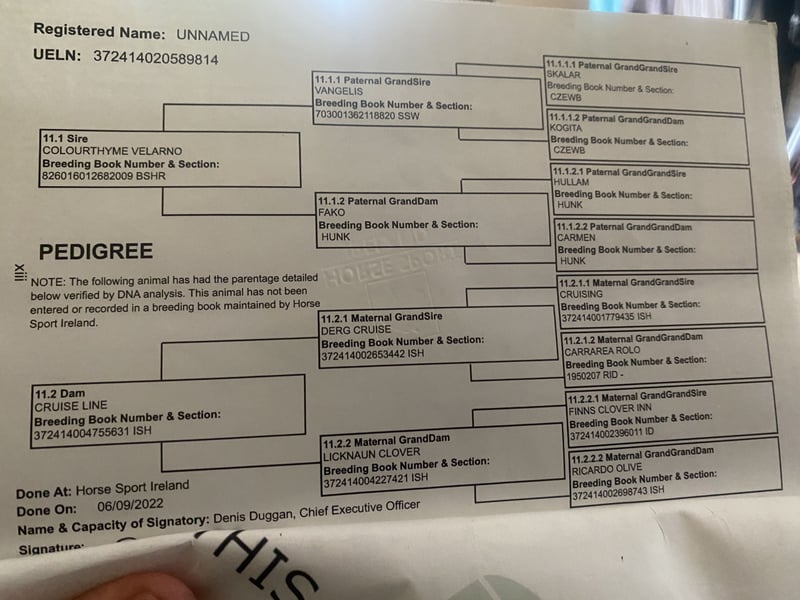 Registered Name: UNNAMED
UELN: 372414020589814
11.1 Sire
COLOURTHYME VELARNO
Breeding Book Number & Section:
826016012682009 BSHR
11.1.1 Paternal GrandSire
VANGELIS
Breeding Book Number & Section:
703001362118820 SSW
11.1.2 Paternal GrandDam
FAKO
Breeding Book Number & Section:
HUNK
11.1.1.1 Paternal GrandGrandSire
SKALAR
Breeding Book Number & Section:
CZEWB
11.1.1.2 Paternal GrandGrandDam
KOGITA
Breeding Book Number & Section:
CZEWB
11.1.2.1 Paternal GrandGrandSire
HULLAM
Breeding Book Number & Section:
HUNK
11.1.2.2 Paternal GrandGrandDam
CARMEN
Breeding Book Number & Section:
HUNK
PEDIGREE
XIII
NOTE: The following animal has had the parentage detailed
below verified by DNA analysis. This animal has not been
entered or recorded in a breeding book maintained by Horse
Sport Ireland.
11.2 Dam
CRUISE LINE
Breeding Book Number & Section:
372414004755631 ISH
11.2.1 Maternal GrandSire
DERG CRUISE
Breeding Book Number & Section:
372414002653442 ISH
11.2.2 Maternal GrandDam
LICKNAUN CLOVER
Breeding Book Number & Section:
372414004227421 ISH
11.2.1.1 Maternal GrandGrandSire
CRUISING
Breeding Book Number & Section:
372414001779435 ISH
11.2.1.2 Maternal GrandGrandDam
CARRAREA ROLO
Breeding Book Number & Section:
1950207 RID -
11.2.2.1 Maternal GrandGrandSire
FINNS CLOVER INN
Breeding Book Number & Section:
372414002396011 ID
11.2.2.2 Maternal GrandGrandDam
RICARDO OLIVE
Breeding Book Number & Section:
372414002698743 ISH
Done At: Horse Sport Ireland
Done On: 06/09/2022
Name & Capacity of Signatory: Denis Duggan, Chief Executive Officer
Signature:
THIS